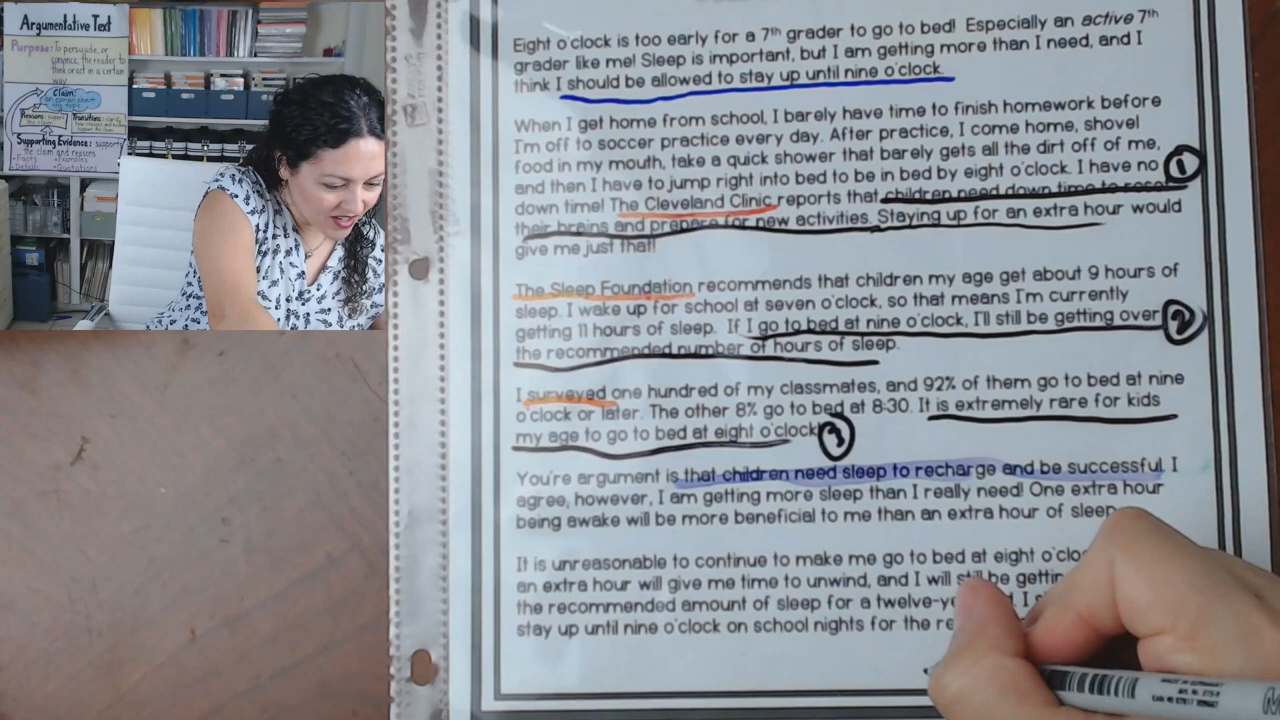 Argumentative Text
Purpose: To persuade, or
convince, the reader to
think or act in a certain
way
Claim:
Reasons: support
Transitions:
Supporting Evidence: supports
the claim and reasons
•Facts •Examples
•Details •Quotations
Eight o'clock is too early for a 7th grader to go to bed! Especially an active 7th
grader like me! Sleep is important, but I am getting more than I need, and I
think I should be allowed to stay up until nine o'clock.
When I get home from school, I barely have time to finish homework before
I'm off to soccer practice every day. After practice, I come home, shovel
food in my mouth, take a quick shower that barely gets all the dirt off of me,
and then I have to jump right into bed to be in bed by eight o'clock. I have no 1
down time! The Cleveland Clinic reports that children need down time to reset
their brains and prepare for new activities. Staying up for an extra hour would
give me just that!
The Sleep Foundation recommends that children my age get about 9 hours of
sleep. I wake up for school at seven o'clock, so that means I'm currently
getting 11 hours of sleep. If I go to bed at nine o'clock, I'll still be getting over 2
the recommended number of hours of sleep.
I surveyed one hundred of my classmates, and 92% of them go to bed at nine
o'clock or later. The other 8% go to bed at 8:30. It is extremely rare for kids
my age to go to bed at eight o'clock 3
You're argument is that children need sleep to recharge and be successful. I
agree, however, I am getting more sleep than I really need! One extra hour
being awake will be more beneficial to me than an extra hour of sleep
It is unreasonable to continue to make me go to bed at eight
an extra hour will give me time to unwind, and I will still be
the recommended amount of sleep for a I
stay up until nine o'clock on school nights for the